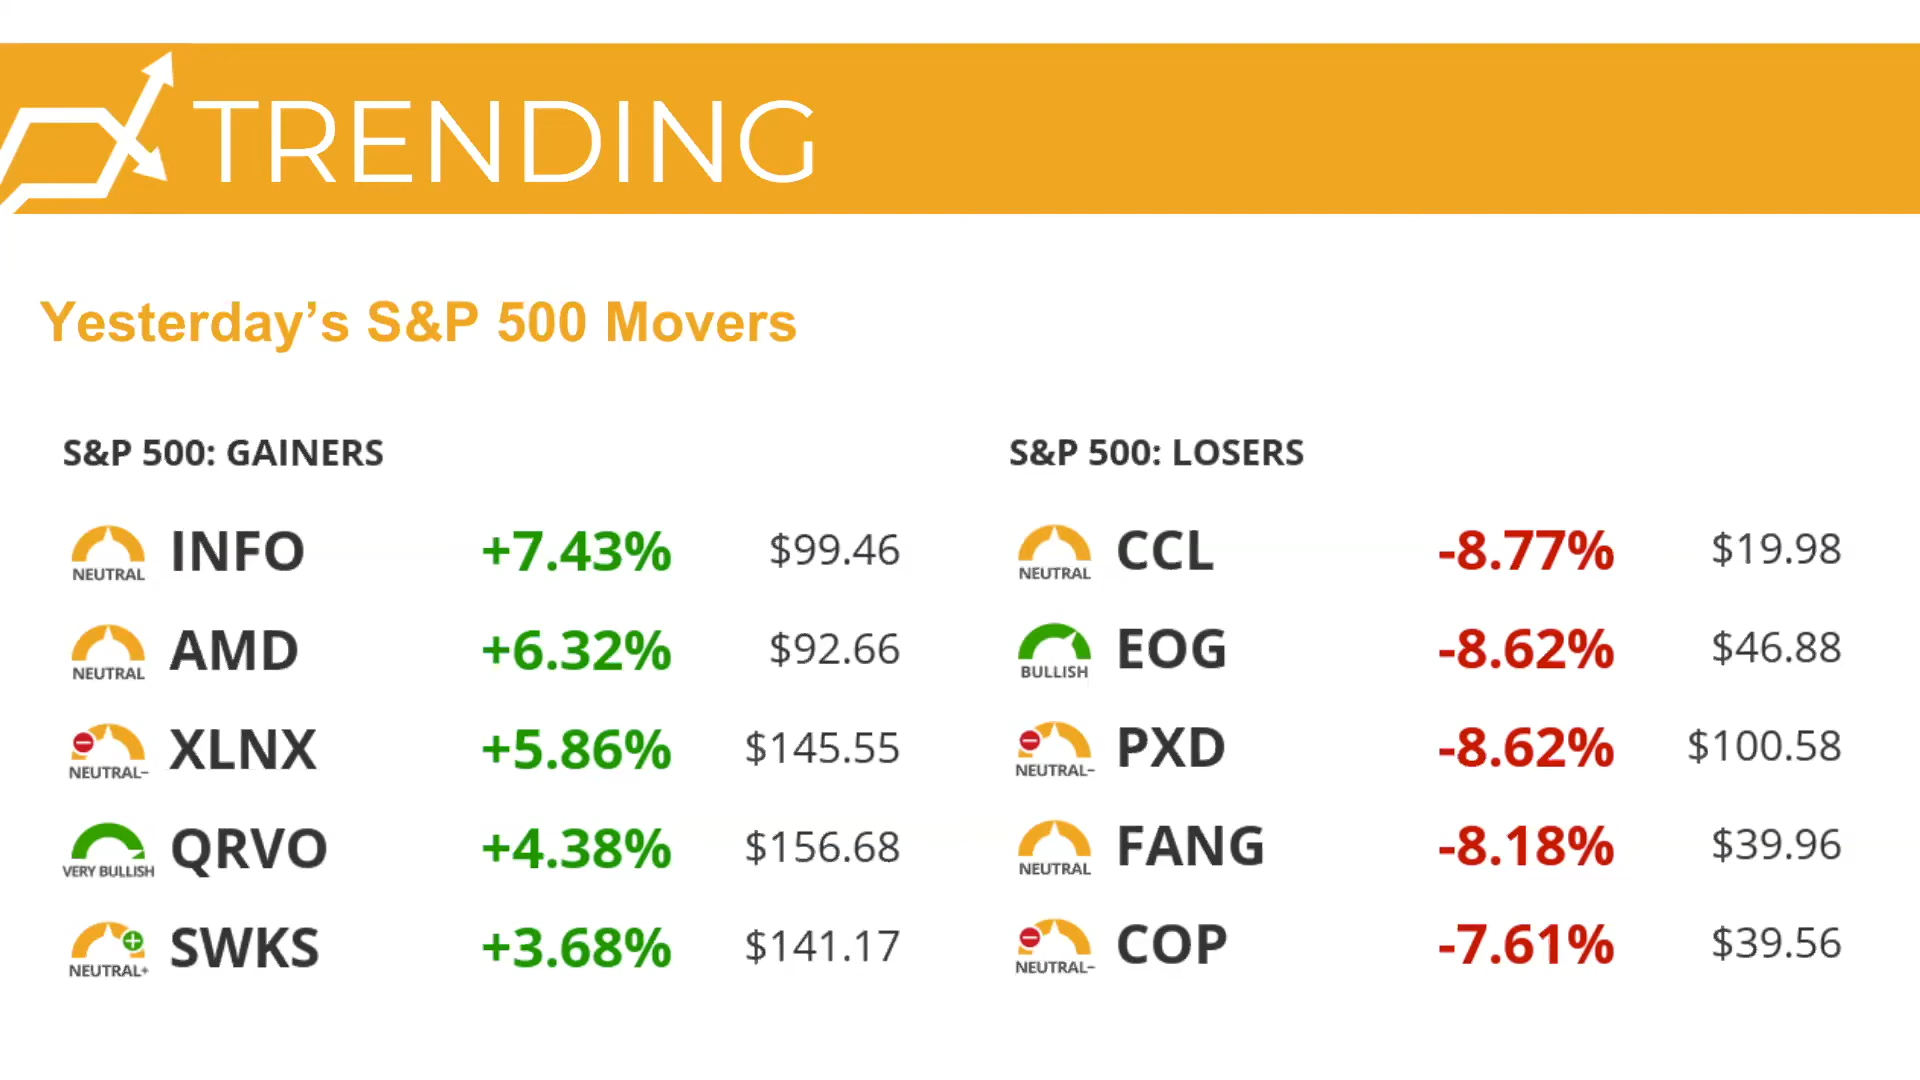 TRENDING
Yesterday’s S&P 500 Movers
S&P 500: GAINERS
NEUTRAL INFO +7.43% $99.46
NEUTRAL AMD +6.32% $92.66
NEUTRAL− XLNX +5.86% $145.55
VERY BULLISH QRVO +4.38% $156.68
NEUTRAL+ SWKS +3.68% $141.17
S&P 500: LOSERS
NEUTRAL CCL -8.77% $19.98
BULLISH EOG -8.62% $46.88
NEUTRAL− PXD -8.62% $100.58
NEUTRAL FANG -8.18% $39.96
NEUTRAL− COP -7.61% $39.56